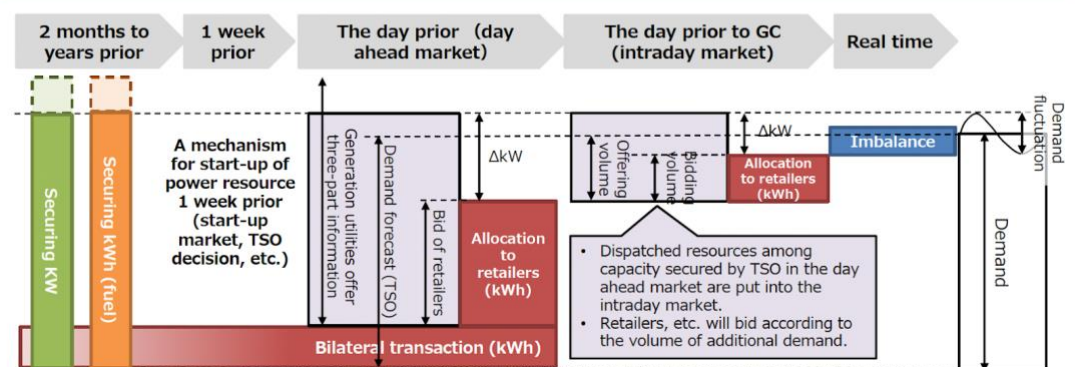 2 months to
years prior
1 week
prior
The day prior (day
ahead market)
The day prior to GC
(intraday market)
Real time
Securing KW
Securing kWh (fuel)
A mechanism
for start-up of
power resource
1 week prior
(start-up
market, TSO
decision, etc.)
Generation utilities offer
three-part information
Demand forecast (TSO)
Bid of retailers
ΔkW
Allocation
to
retailers
(kWh)
Bilateral transaction (kWh)
Offering
volume
Bidding
volume
ΔkW
Allocation
to retailers
(kWh)
• Dispatched resources among
capacity secured by TSO in the day
ahead market are put into the
intraday market.
• Retailers, etc. will bid according to
the volume of additional demand.
Imbalance
Demand
Demand
fluctuation